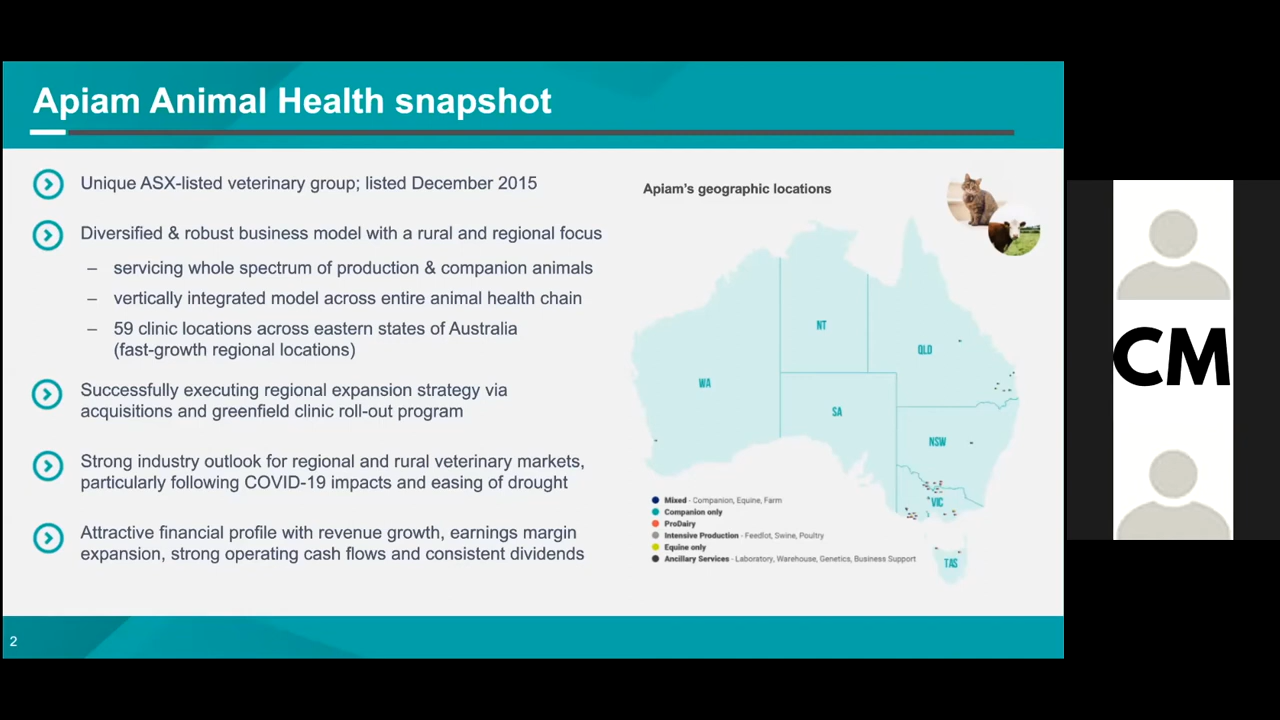 Apiam Animal Health snapshot
Unique ASX-listed veterinary group; listed December 2015
Diversified & robust business model with a rural and regional focus
– servicing whole spectrum of production & companion animals
– vertically integrated model across entire animal health chain
– 59 clinic locations across eastern states of Australia
(fast-growth regional locations)
Successfully executing regional expansion strategy via
acquisitions and greenfield clinic roll-out program
Strong industry outlook for regional and rural veterinary markets,
particularly following COVID-19 impacts and easing of drought
Attractive financial profile with revenue growth, earnings margin
expansion, strong operating cash flows and consistent dividends
Apiam's geographic locations
NT
QLD
WA
SA
NSW
VIC
TAS
Mixed - Companion, Equine, Farm
Companion only
ProDairy
Intensive Production - Feedlot, Swine, Poultry
Equine only
Ancillary Services - Laboratory, Warehouse, Genetics, Business Support
2
CM